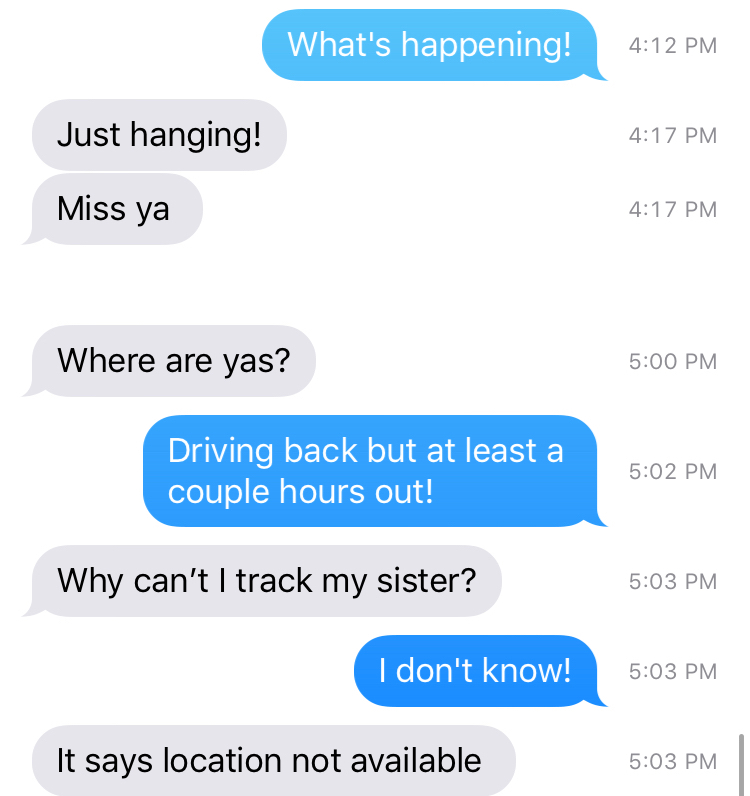 What's happening!
4:12 PM
Just hanging!
4:17 PM
Miss ya
4:17 PM
Where are yas?
5:00 PM
Driving back but at least a
couple hours out!
5:02 PM
Why can’t I track my sister?
5:03 PM
I don't know!
5:03 PM
It says location not available
5:03 PM